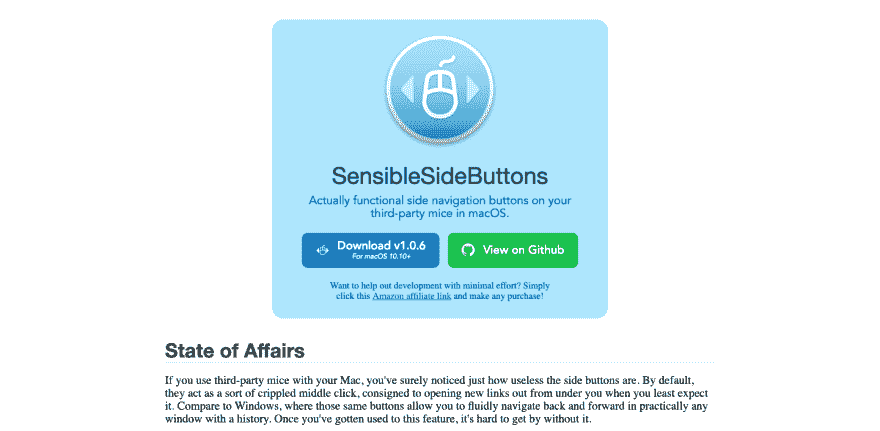 SensibleSideButtons
Actually functional side navigation buttons on your
third-party mice in macOS.
Download v1.0.6
For macOS 10.10+
View on Github
Want to help out development with minimal effort? Simply
click this Amazon affiliate link and make any purchase!
State of Affairs
If you use third-party mice with your Mac, you've surely noticed just how useless the side buttons are. By default,
they act as a sort of crippled middle click, consigned to opening new links out from under you when you least expect
it. Compare to Windows, where those same buttons allow you to fluidly navigate back and forward in practically any
window with a history. Once you've gotten used to this feature, it's hard to get by without it.